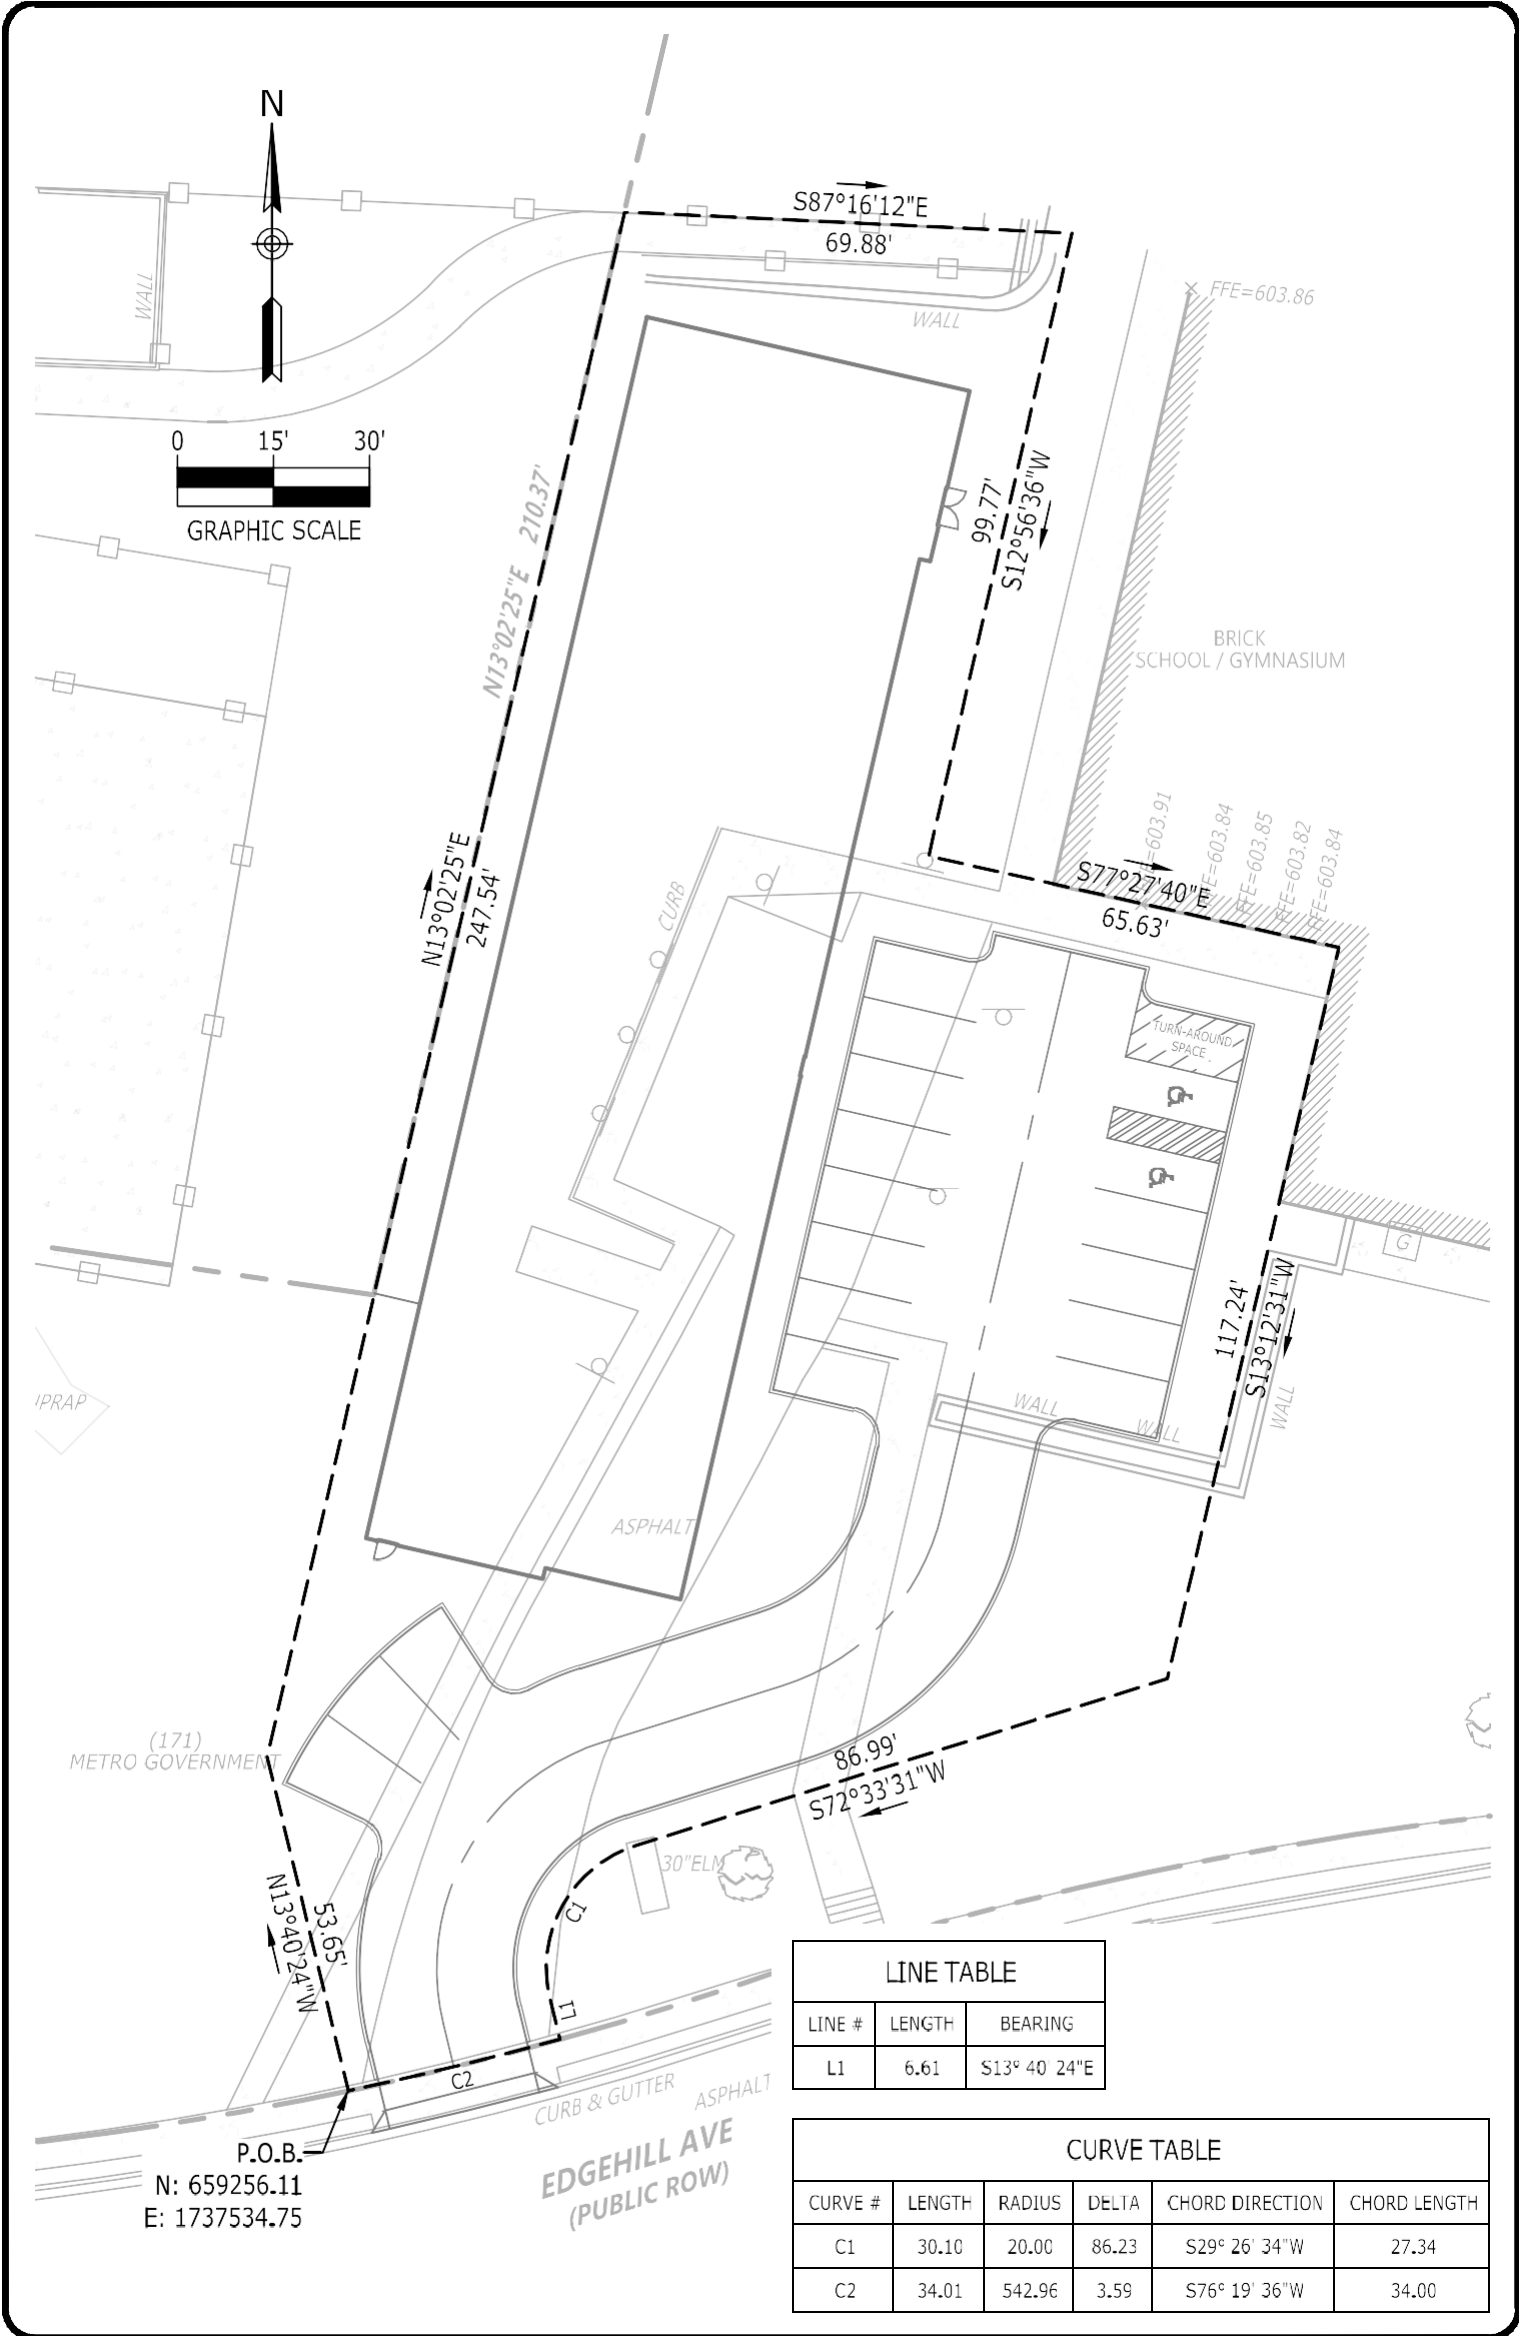 N
S87°16'12"E
69.88'
WALL
FFE=603.86
WALL
0 15' 30'
GRAPHIC SCALE
N13°02'25"E 210.37'
99.77'
S12°56'36"W
BRICK
SCHOOL / GYMNASIUM
=603.91
FFE=603.84
FFE=603.85
FFE=603.82
FFE=603.84
S77°27'40"E
65.63'
CURB
N13°02'25"E
247.54'
TURN-AROUND
SPACE
G
117.24'
S13°12'31"W
WALL
WALL
WALL
IPRAP
ASPHALT
(171)
METRO GOVERNMENT
86.99'
S72°33'31"W
30"ELM
C1
53.65'
N13°40'24"W
L1
C2
CURB & GUTTER
ASPHALT
EDGEHILL AVE
(PUBLIC ROW)
P.O.B.
N: 659256.11
E: 1737534.75
LINE TABLE
LINE # LENGTH BEARING
L1 6.61 S13° 40' 24"E
CURVE TABLE
CURVE # LENGTH RADIUS DELTA CHORD DIRECTION CHORD LENGTH
C1 30.10 20.00 86.23 S29° 26' 34"W 27.34
C2 34.01 542.96 3.59 S76° 19' 36"W 34.00